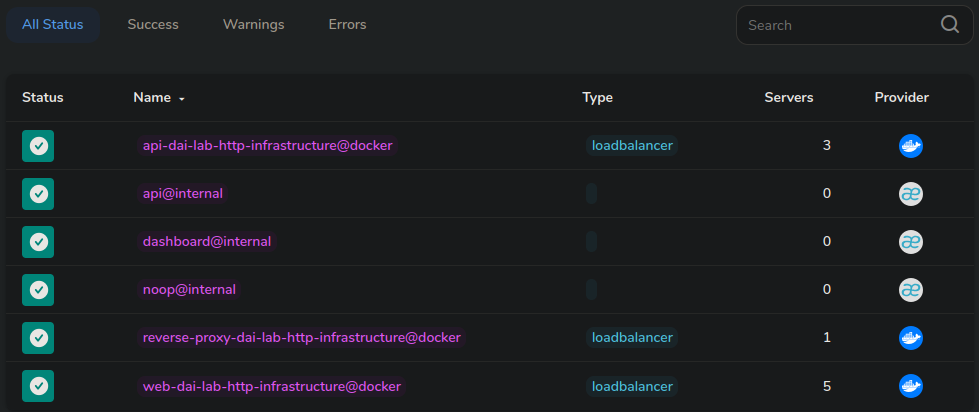 All Status Success Warnings Errors Search
Status Name Type Servers Provider
api-dai-lab-http-infrastructure@docker loadbalancer 3
api@internal 0 æ
dashboard@internal 0 æ
noop@internal 0 æ
reverse-proxy-dai-lab-http-infrastructure@docker loadbalancer 1
web-dai-lab-http-infrastructure@docker loadbalancer 5